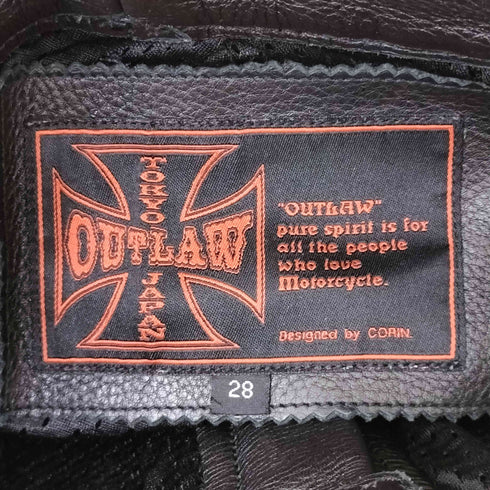 TOKYO
OUTLAW
JAPAN
"OUTLAW"
pure spirit is for
all the people
who love
Motorcycle.
Designed by CORIN.
28